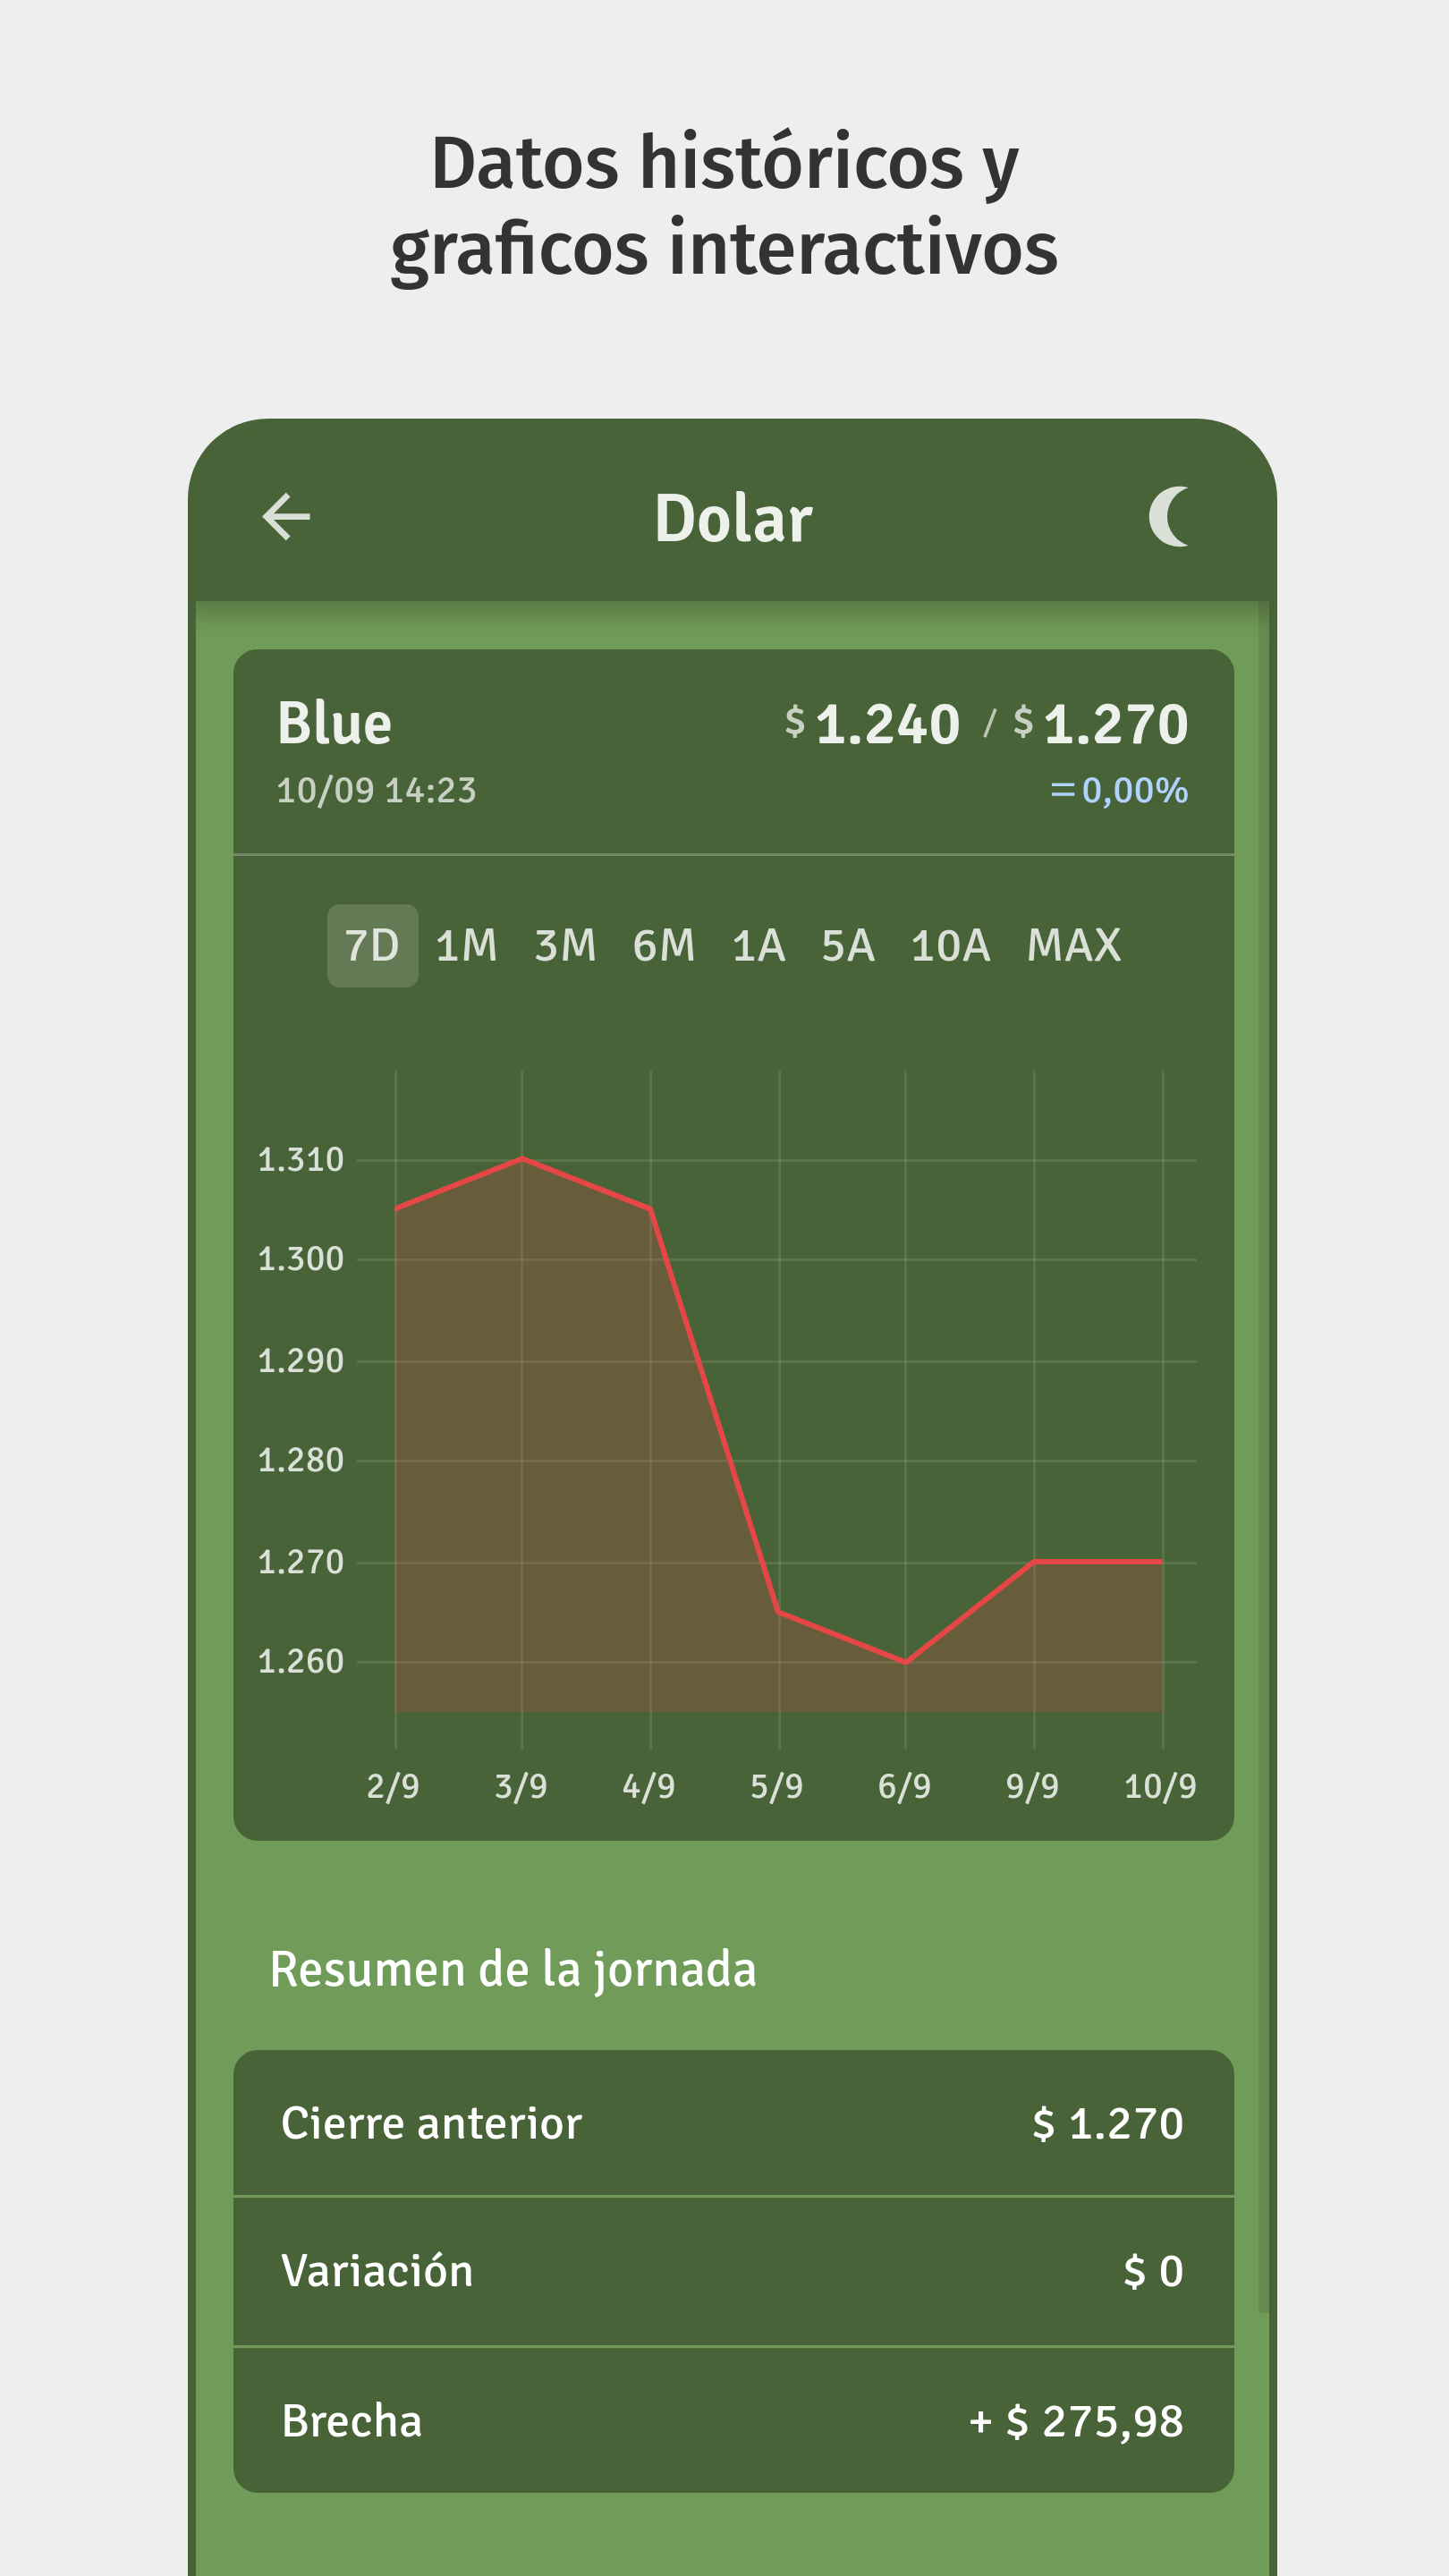 Datos históricos y
graficos interactivos
Dolar
Blue $ 1.240 / $ 1.270
10/09 14:23 =0,00%
7D 1M 3M 6M 1A 5A 10A MAX
1.310
1.300
1.290
1.280
1.270
1.260
2/9 3/9 4/9 5/9 6/9 9/9 10/9
Resumen de la jornada
Cierre anterior $ 1.270
Variación $ 0
Brecha + $ 275,98